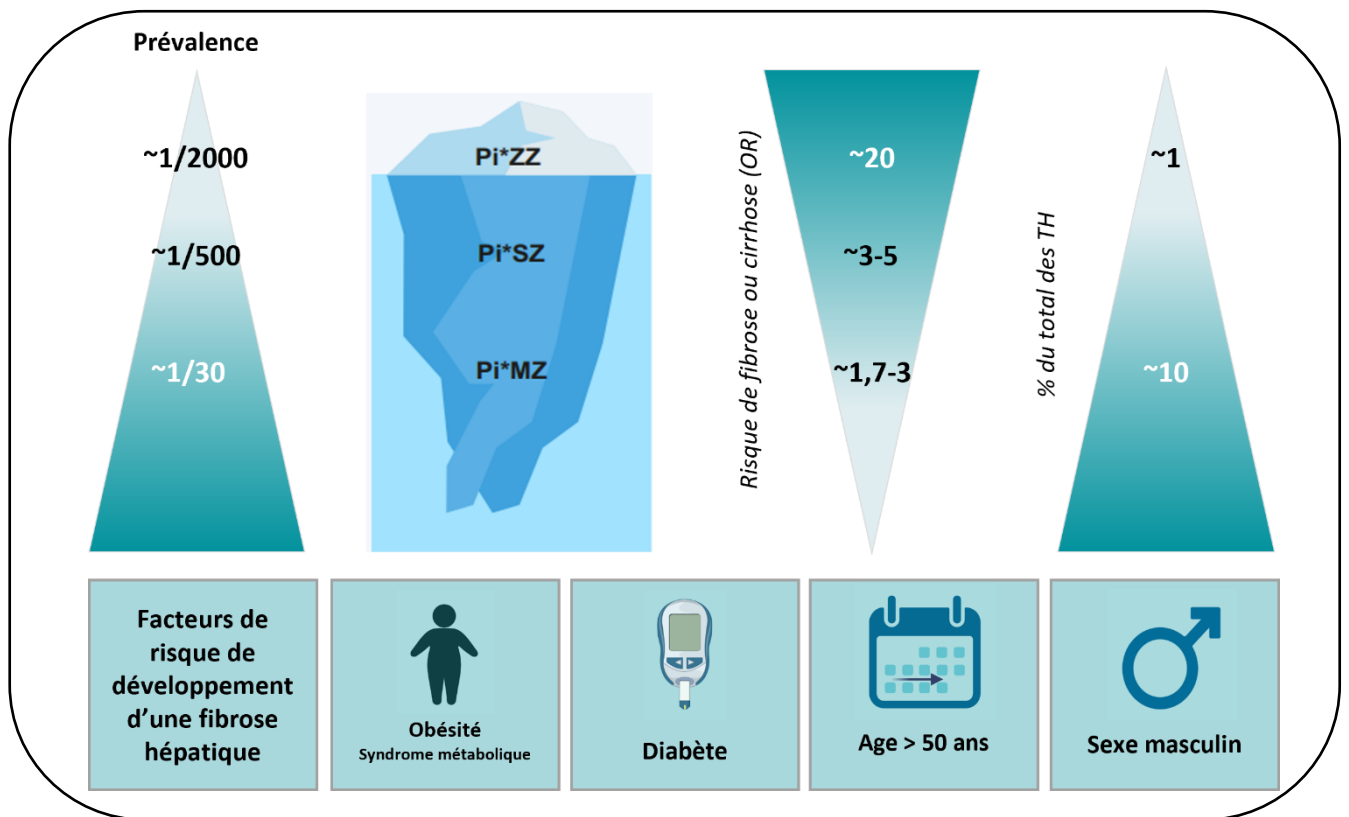 Prévalence
~1/2000
~1/500
~1/30
Pi*ZZ
Pi*SZ
Pi*MZ
Risque de fibrose ou cirrhose (OR)
~20
~3-5
~1,7-3
% du total des TH
~1
~10
Facteurs de
risque de
développement
d’une fibrose
hépatique
Obésité
Syndrome métabolique
Diabète
Age > 50 ans
Sexe masculin